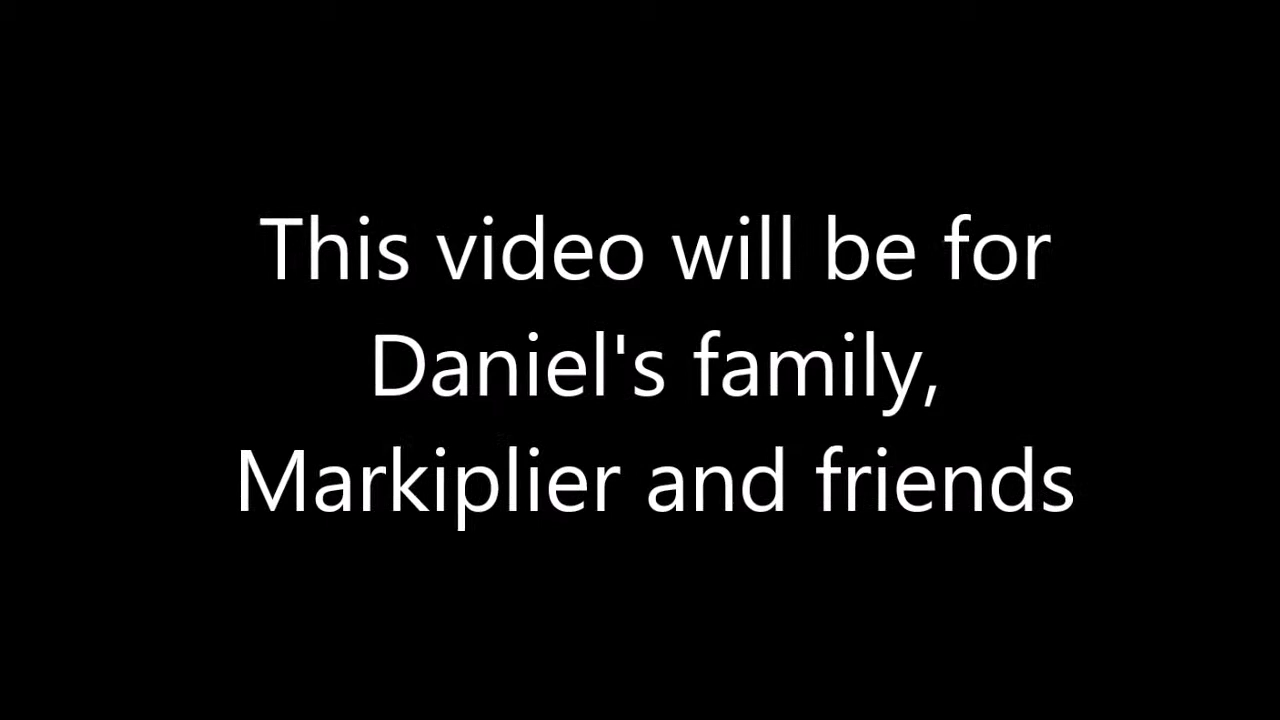 This video will be for
Daniel's family,
Markiplier and friends